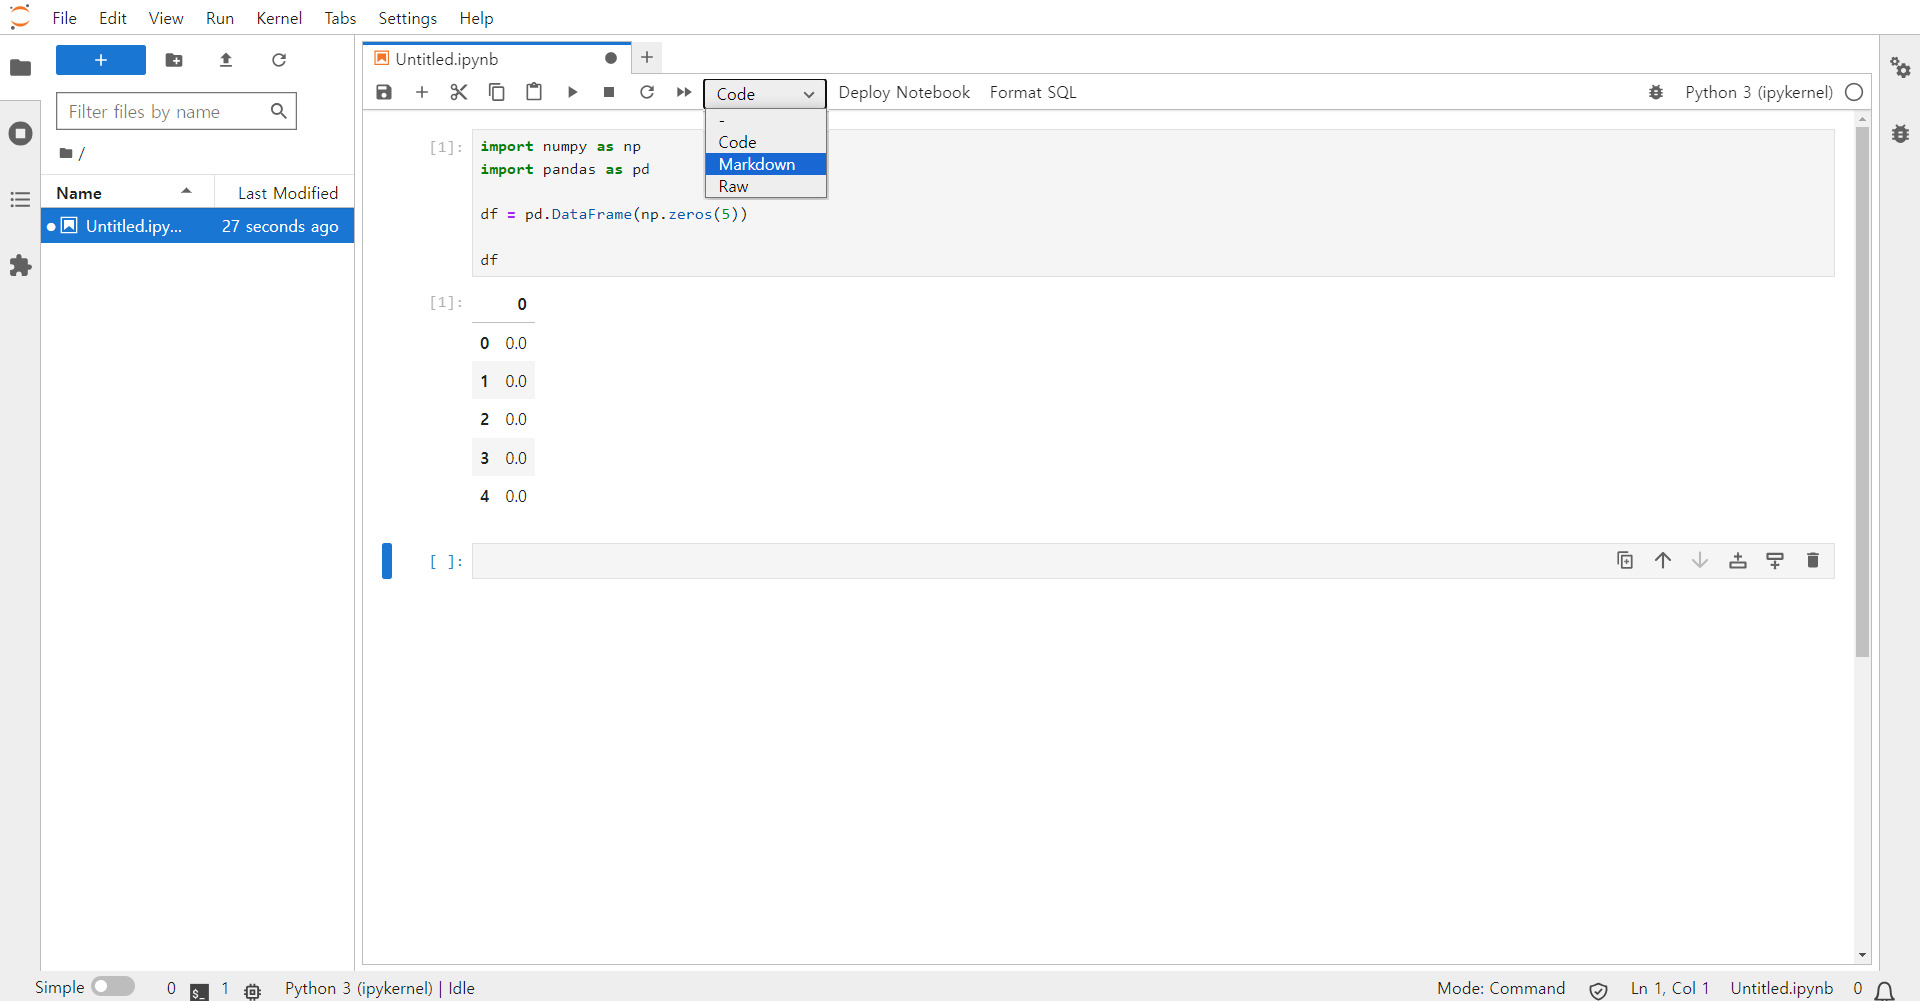 File Edit View Run Kernel Tabs Settings Help
+
Filter files by name
/
Name Last Modified
Untitled.ipy... 27 seconds ago
Untitled.ipynb
Code Deploy Notebook Format SQL Python 3 (ipykernel)
-
Code
Markdown
Raw
[1]: import numpy as np
import pandas as pd
df = pd.DataFrame(np.zeros(5))
df
[1]: 0
0 0.0
1 0.0
2 0.0
3 0.0
4 0.0
[ ]:
Simple 0 $_ 1 Python 3 (ipykernel) | Idle Mode: Command Ln 1, Col 1 Untitled.ipynb 0